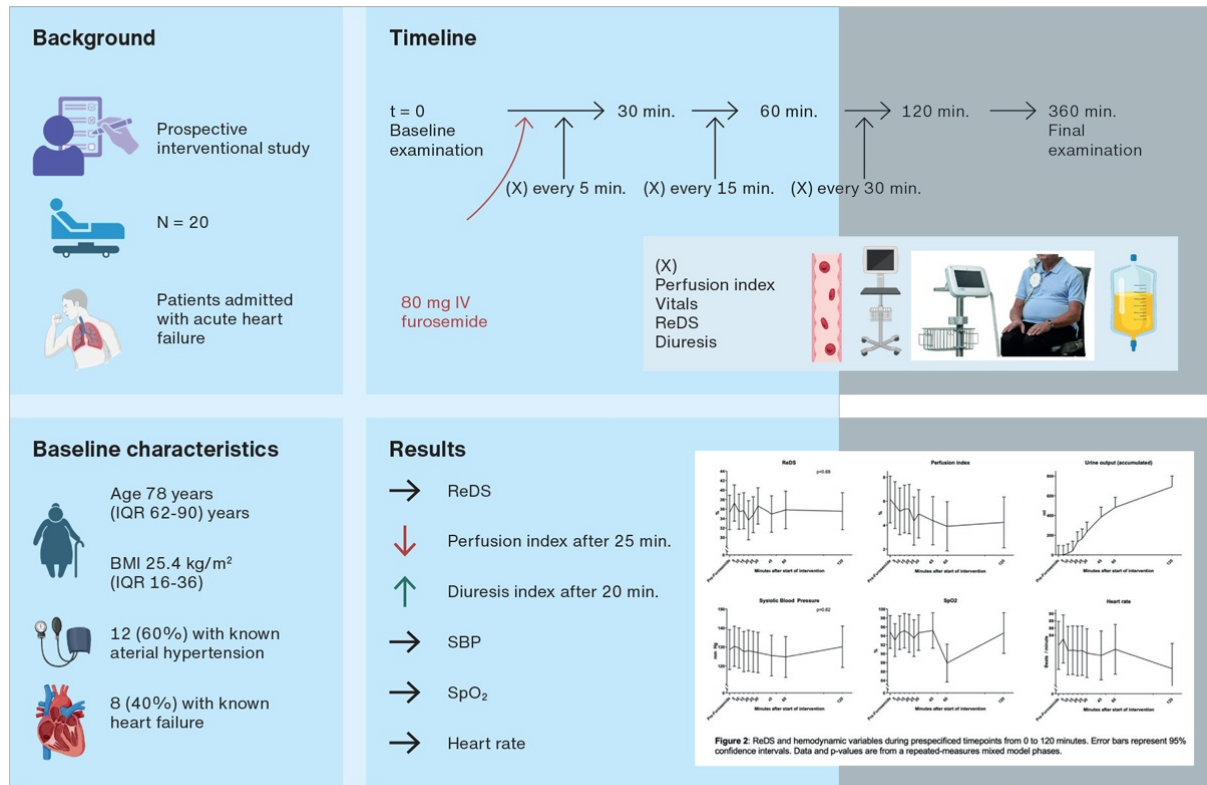 Background
Prospective
interventional study
N = 20
Patients admitted
with acute heart
failure
Timeline
t = 0
Baseline
examination
30 min.
60 min.
120 min.
360 min.
Final
examination
(X) every 5 min.
(X) every 15 min.
(X) every 30 min.
80 mg IV
furosemide
(X)
Perfusion index
Vitals
ReDS
Diuresis
Baseline characteristics
Age 78 years
(IQR 62-90) years
BMI 25.4 kg/m²
(IQR 16-36)
12 (60%) with known
aterial hypertension
8 (40%) with known
heart failure
Results
ReDS
Perfusion index after 25 min.
Diuresis index after 20 min.
SBP
SpO₂
Heart rate
ReDS
Minutes after start of intervention
Perfusion index
Minutes after start of intervention
Urine output (accumulated)
Minutes after start of intervention
Systolic Blood Pressure
Minutes after start of intervention
SpO2
Minutes after start of intervention
Heart rate
Beats / minute
Minutes after start of intervention
Figure 2: ReDS and hemodynamic variables during prespecificed timepoints from 0 to 120 minutes. Error bars represent 95%
confidence intervals. Data and p-values are from a repeated-measures mixed model phases.